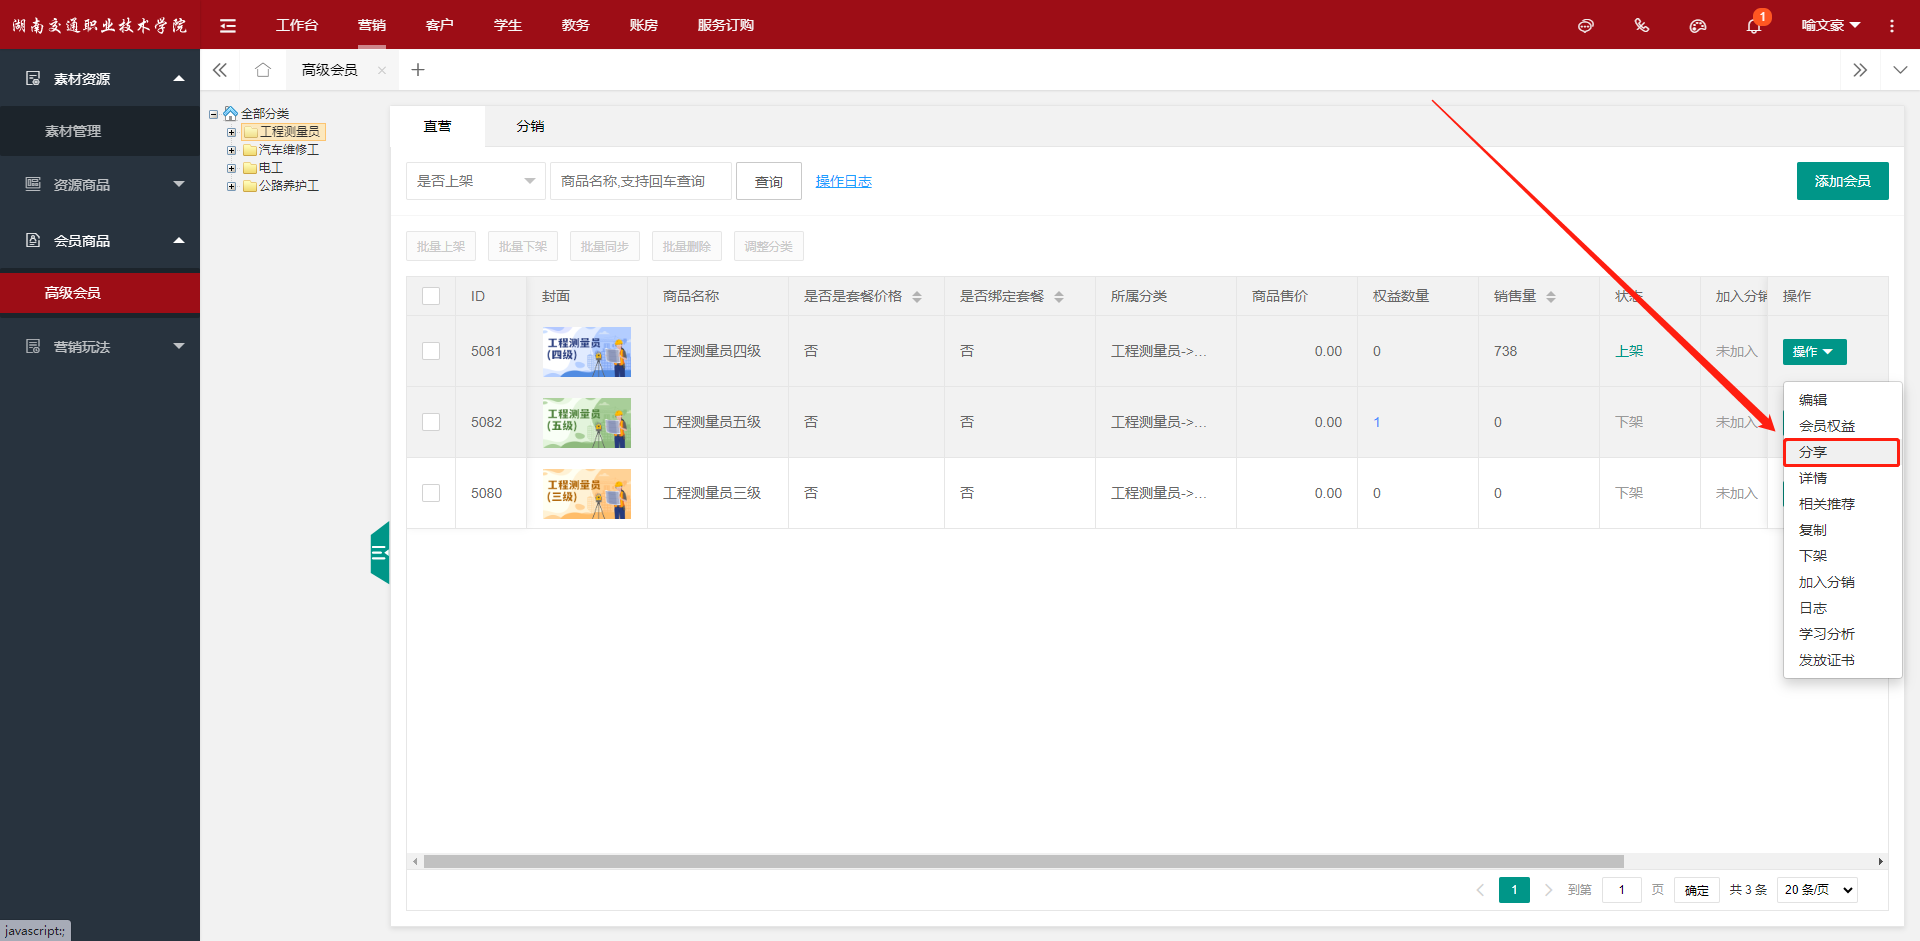 湖南交通职业技术学院
工作台 营销 客户 学生 教务 账房 服务订购
1
喻文豪
素材资源
素材管理
资源商品
会员商品
高级会员
营销玩法
高级会员
全部分类
工程测量员
汽车维修工
电工
公路养护工
直营 分销
是否上架 商品名称,支持回车查询 查询 操作日志 添加会员
批量上架 批量下架 批量同步 批量删除 调整分类
ID 封面 商品名称 是否是套餐价格 是否绑定套餐 所属分类 商品售价 权益数量 销售量 状态 加入分销 操作
工程测量员
(四级)
5081 工程测量员四级 否 否 工程测量员->... 0.00 0 738 上架 未加入 操作
工程测量员
(五级)
5082 工程测量员五级 否 否 工程测量员->... 0.00 1 0 下架 未加入
工程测量员
(三级)
5080 工程测量员三级 否 否 工程测量员->... 0.00 0 0 下架 未加入
编辑
会员权益
分享
详情
相关推荐
复制
下架
加入分销
日志
学习分析
发放证书
1 到第 1 页 确定 共 3 条 20 条/页
javascript:;